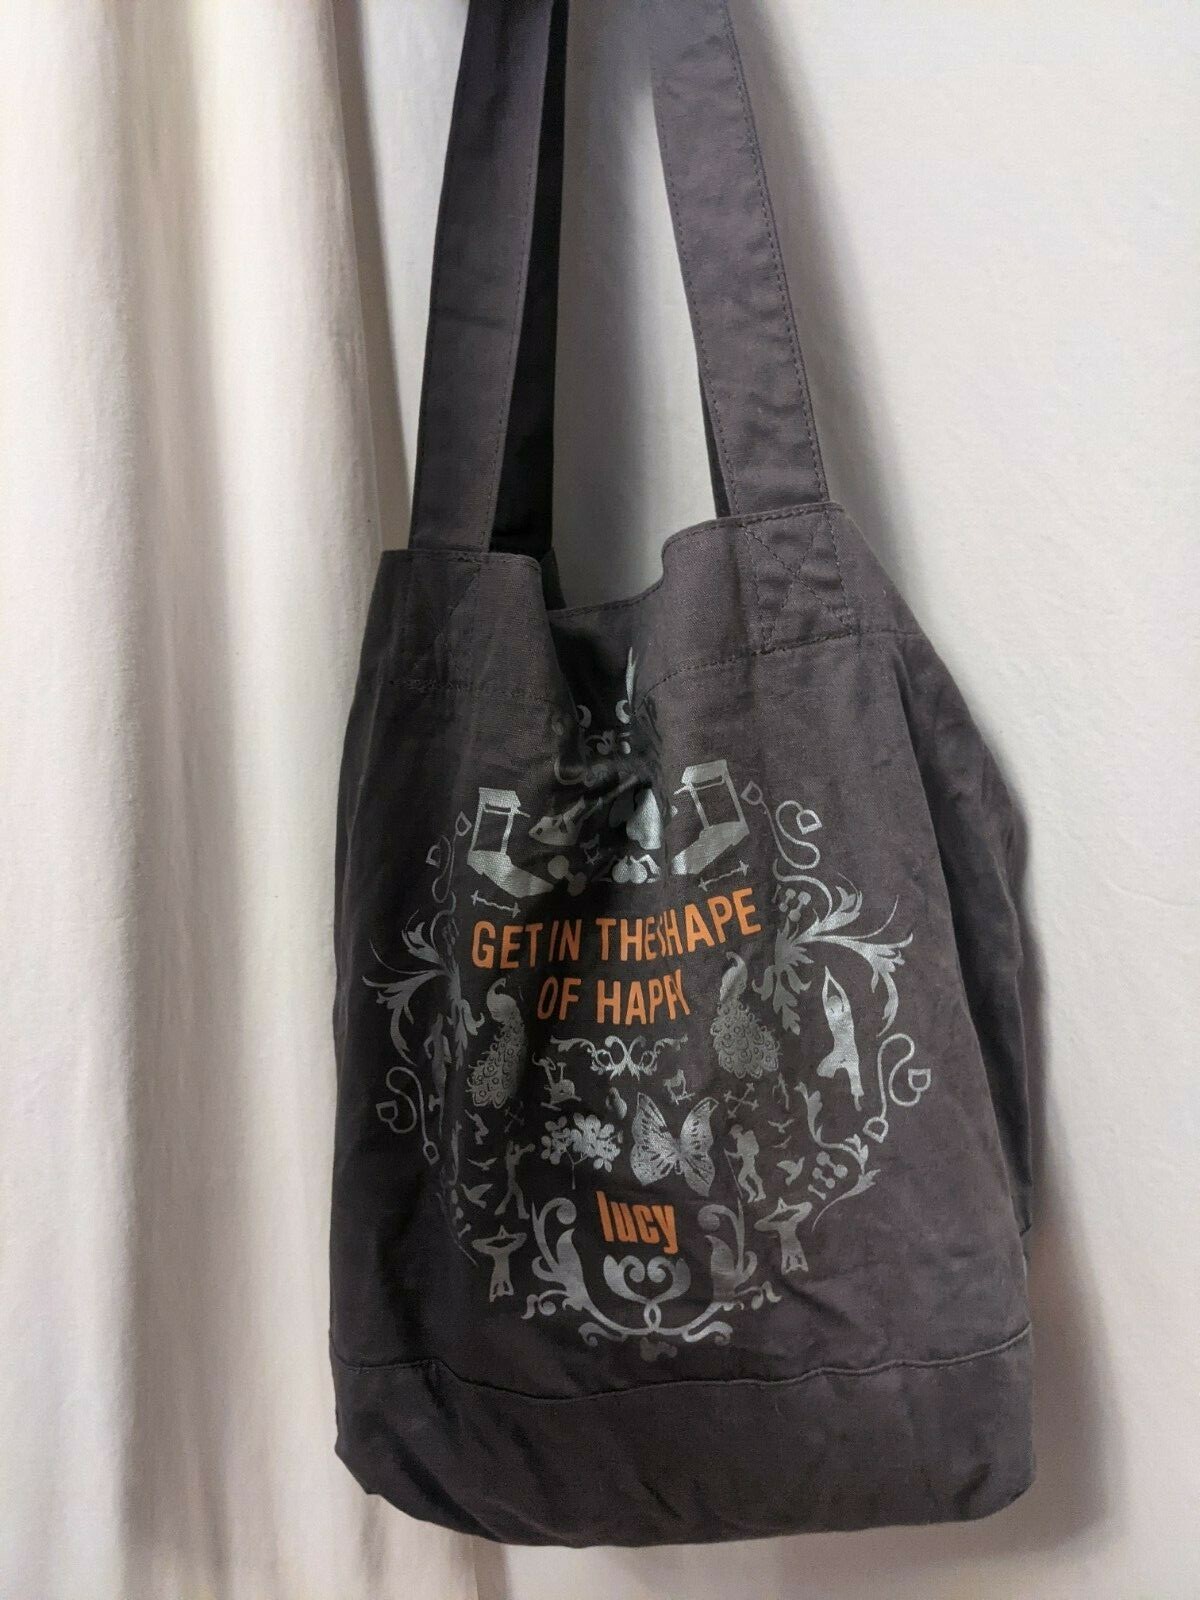 GET IN THE SHAPE
OF HAPPY
lucy